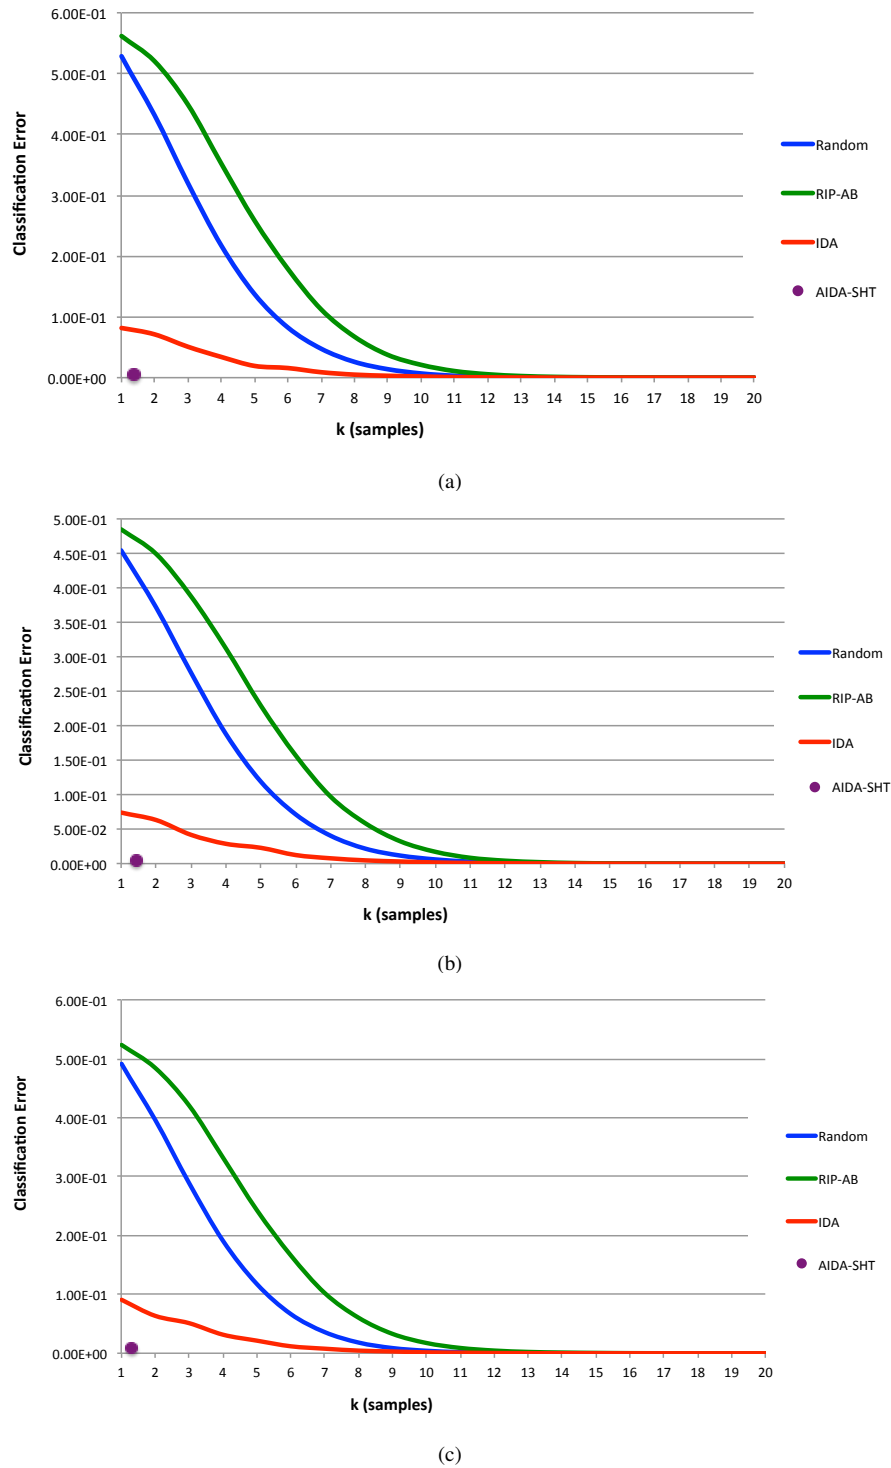 6.00E-01
5.00E-01
4.00E-01
3.00E-01
2.00E-01
1.00E-01
0.00E+00
Classification Error
1 2 3 4 5 6 7 8 9 10 11 12 13 14 15 16 17 18 19 20
k (samples)
Random
RIP-AB
IDA
AIDA-SHT
(a)
5.00E-01
4.50E-01
4.00E-01
3.50E-01
3.00E-01
2.50E-01
2.00E-01
1.50E-01
1.00E-01
5.00E-02
0.00E+00
Classification Error
1 2 3 4 5 6 7 8 9 10 11 12 13 14 15 16 17 18 19 20
k (samples)
Random
RIP-AB
IDA
AIDA-SHT
(b)
6.00E-01
5.00E-01
4.00E-01
3.00E-01
2.00E-01
1.00E-01
0.00E+00
Classification Error
1 2 3 4 5 6 7 8 9 10 11 12 13 14 15 16 17 18 19 20
k (samples)
Random
RIP-AB
IDA
AIDA-SHT
(c)